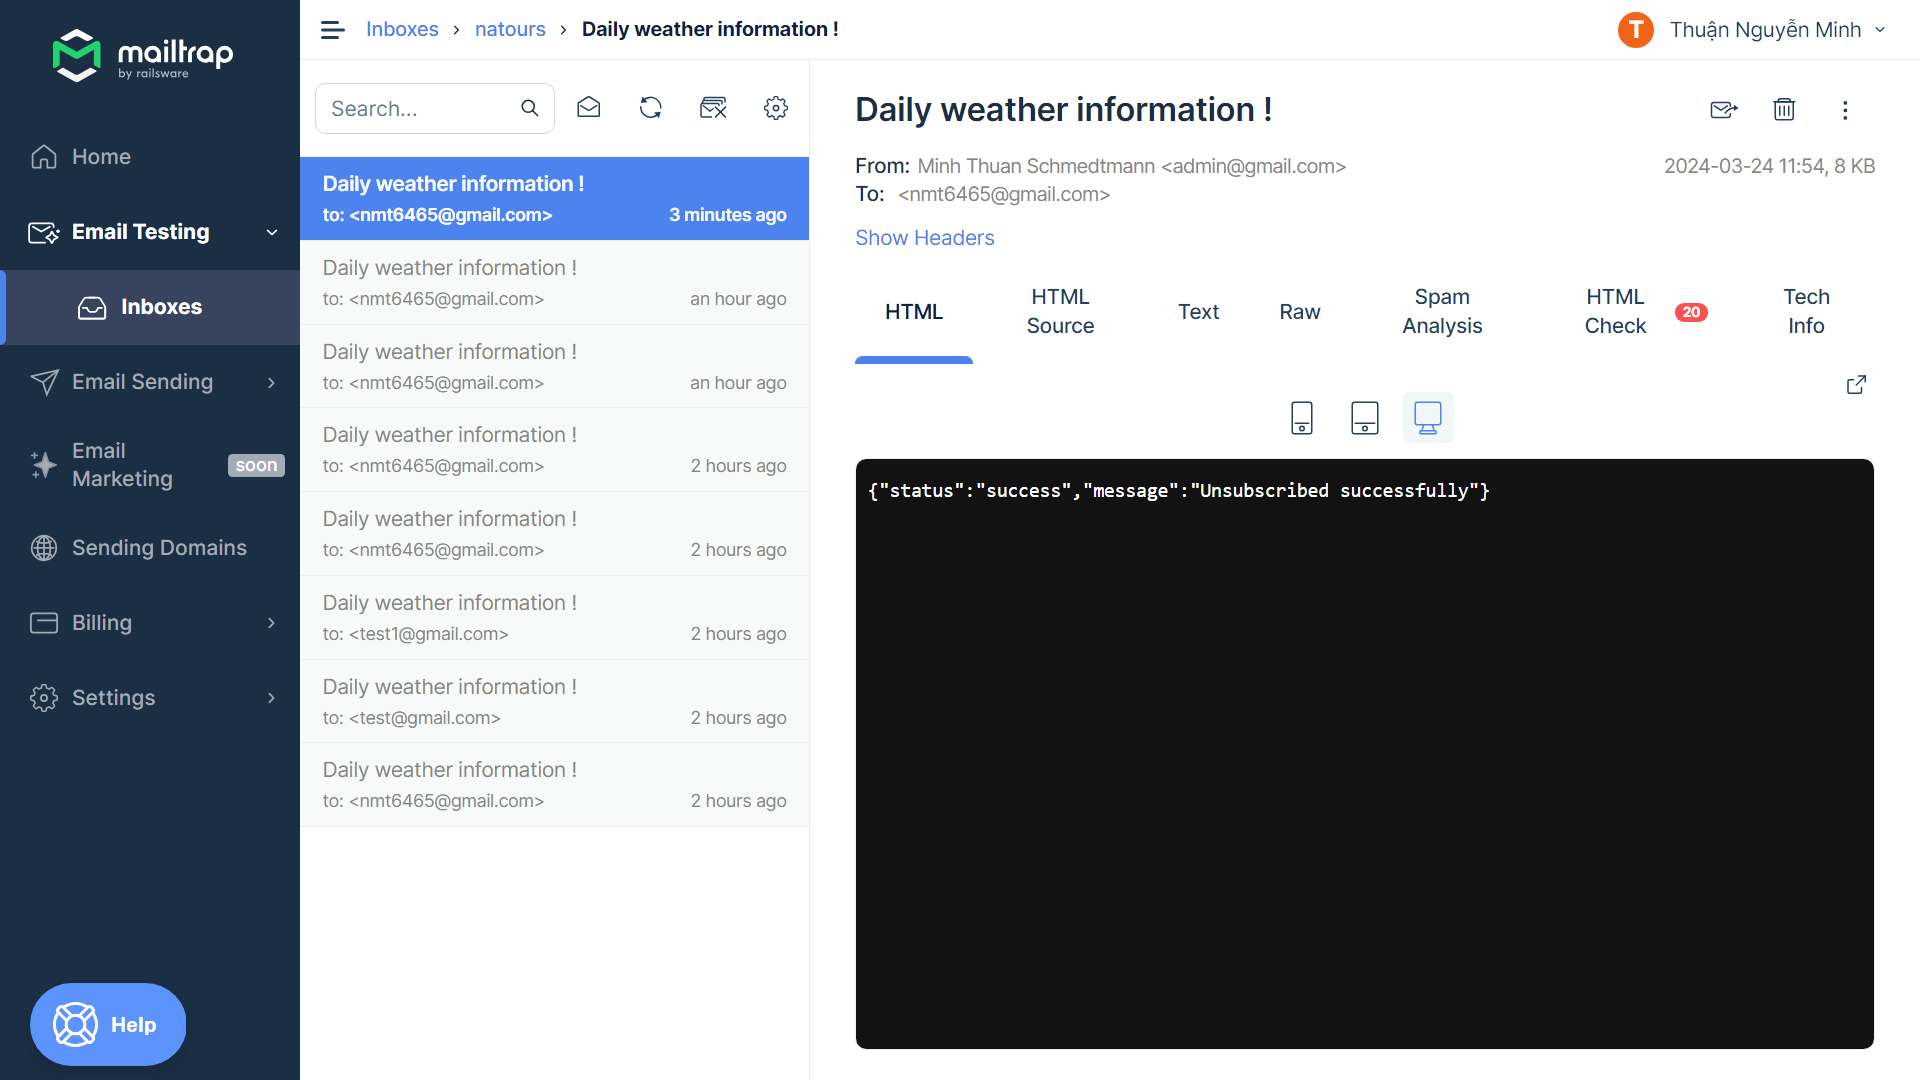 mailtrap
by railsware
Home
Email Testing
Inboxes
Email Sending
Email
Marketing
soon
Sending Domains
Billing
Settings
Help
Inboxes › natours › Daily weather information !
T Thuận Nguyễn Minh
Search...
Daily weather information !
to: <nmt6465@gmail.com> 3 minutes ago
Daily weather information !
to: <nmt6465@gmail.com> an hour ago
Daily weather information !
to: <nmt6465@gmail.com> an hour ago
Daily weather information !
to: <nmt6465@gmail.com> 2 hours ago
Daily weather information !
to: <nmt6465@gmail.com> 2 hours ago
Daily weather information !
to: <test1@gmail.com> 2 hours ago
Daily weather information !
to: <test@gmail.com> 2 hours ago
Daily weather information !
to: <nmt6465@gmail.com> 2 hours ago
Daily weather information !
From: Minh Thuan Schmedtmann <admin@gmail.com> 2024-03-24 11:54, 8 KB
To: <nmt6465@gmail.com>
Show Headers
HTML
HTML
Source
Text
Raw
Spam
Analysis
HTML
Check
20
Tech
Info
{"status":"success","message":"Unsubscribed successfully"}